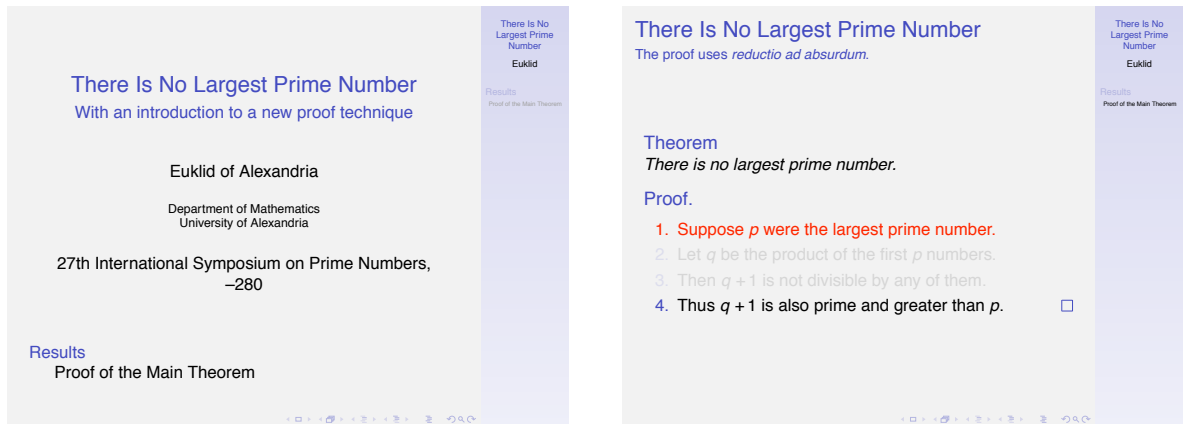 There Is No Largest Prime Number
With an introduction to a new proof technique
Euklid of Alexandria
Department of Mathematics
University of Alexandria
27th International Symposium on Prime Numbers,
–280
Results
Proof of the Main Theorem
There Is No
Largest Prime
Number
Euklid
Results
Proof of the Main Theorem
There Is No Largest Prime Number
The proof uses reductio ad absurdum.
Theorem
There is no largest prime number.
Proof.
1. Suppose p were the largest prime number.
2. Let q be the product of the first p numbers.
3. Then q + 1 is not divisible by any of them.
4. Thus q + 1 is also prime and greater than p.
There Is No
Largest Prime
Number
Euklid
Results
Proof of the Main Theorem